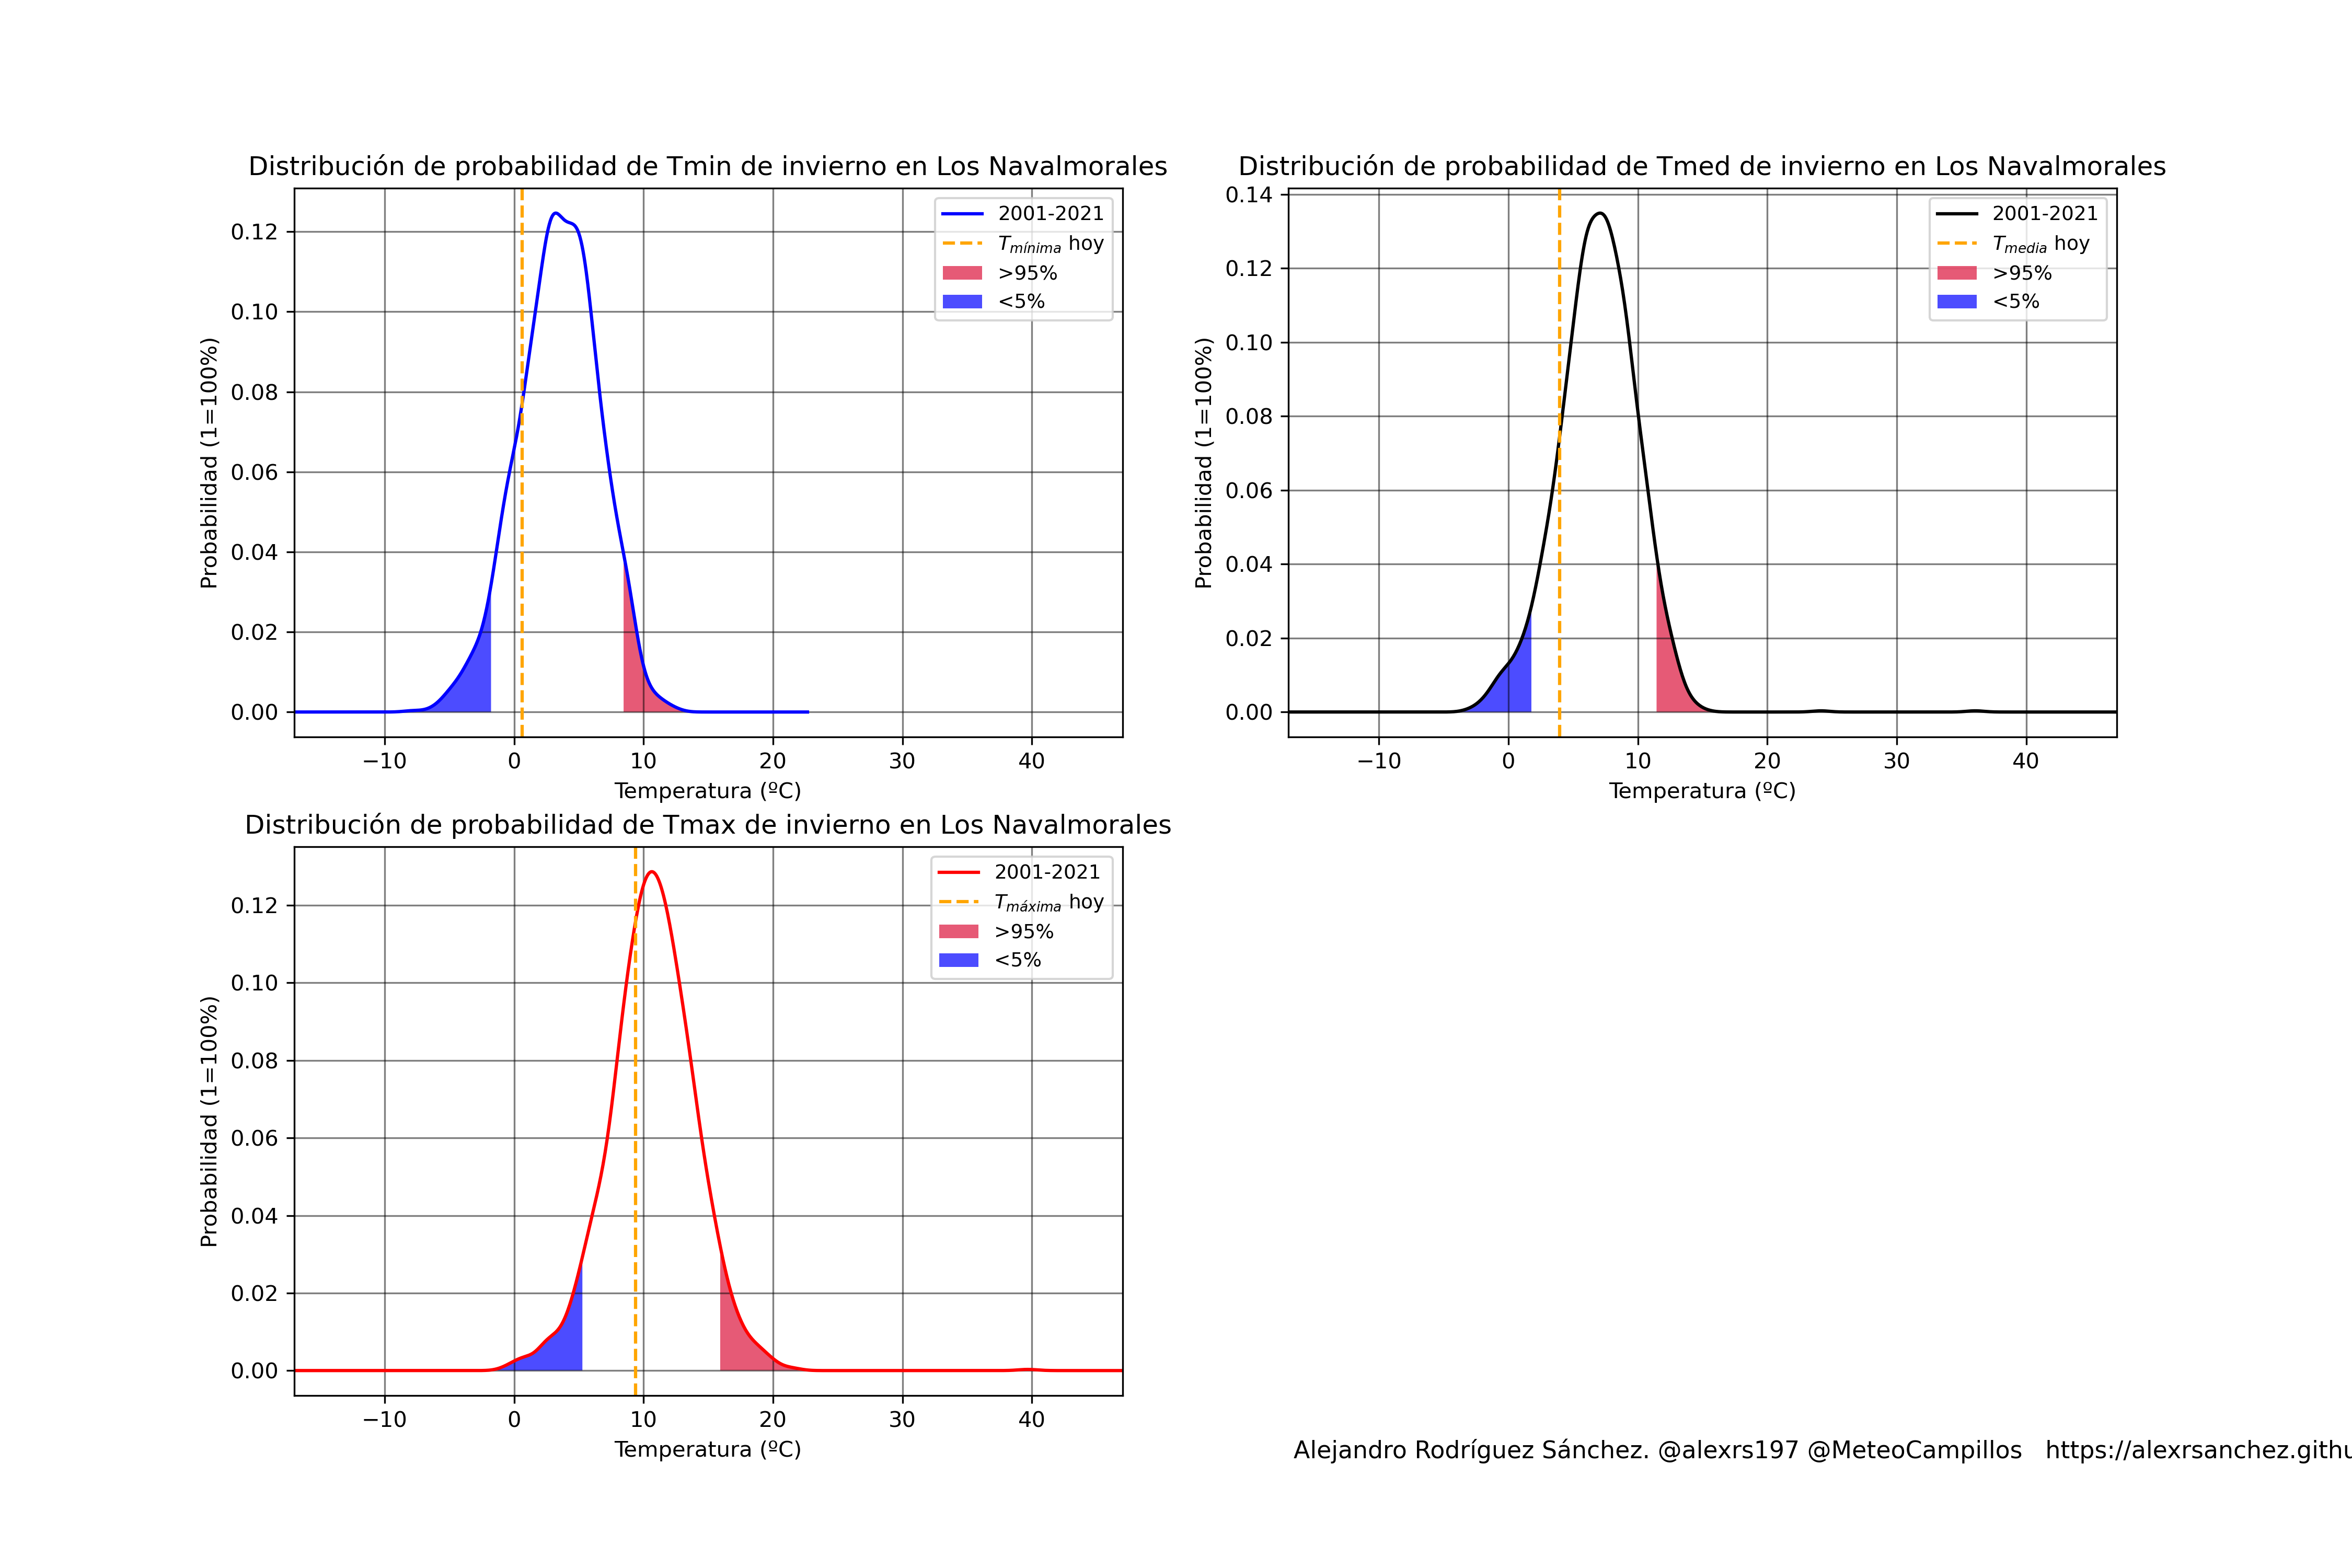 Distribución de probabilidad de Tmin de invierno en Los Navalmorales
Probabilidad (1=100%)
0.12
0.10
0.08
0.06
0.04
0.02
0.00
−10 0 10 20 30 40
Temperatura (ºC)
2001-2021
Tmínima hoy
>95%
<5%
Distribución de probabilidad de Tmed de invierno en Los Navalmorales
Probabilidad (1=100%)
0.14
0.12
0.10
0.08
0.06
0.04
0.02
0.00
−10 0 10 20 30 40
Temperatura (ºC)
2001-2021
Tmedia hoy
>95%
<5%
Distribución de probabilidad de Tmax de invierno en Los Navalmorales
Probabilidad (1=100%)
0.12
0.10
0.08
0.06
0.04
0.02
0.00
−10 0 10 20 30 40
Temperatura (ºC)
2001-2021
Tmáxima hoy
>95%
<5%
Alejandro Rodríguez Sánchez. @alexrs197 @MeteoCampillos https://alexrsanchez.githu